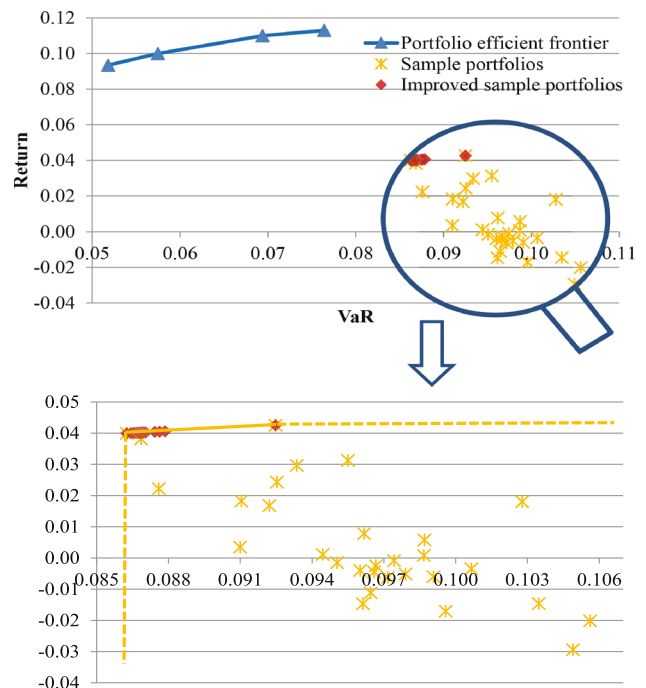 0.12
Portfolio efficient frontier
0.10
Sample portfolios
0.08
Improved sample portfolios
0.06
Return
0.04
0.02
0.00
0.05 0.06 0.07 0.08 0.09 0.10 0.11
-0.02
-0.04
VaR
0.05
0.04
0.03
0.02
0.01
0.00
0.085 0.088 0.091 0.094 0.097 0.100 0.103 0.106
-0.01
-0.02
-0.03
-0.04